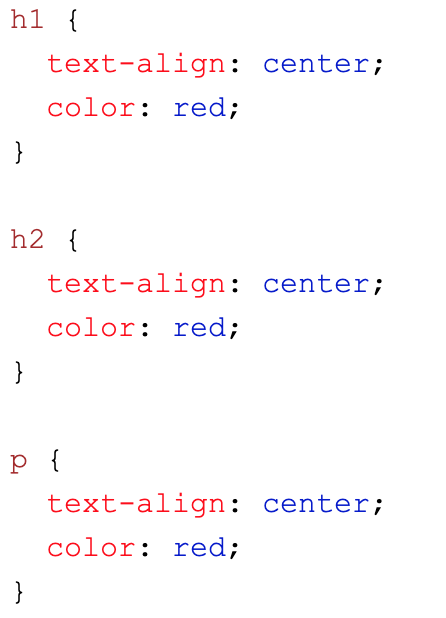 h1 {
  text-align: center;
  color: red;
}

h2 {
  text-align: center;
  color: red;
}

p {
  text-align: center;
  color: red;
}